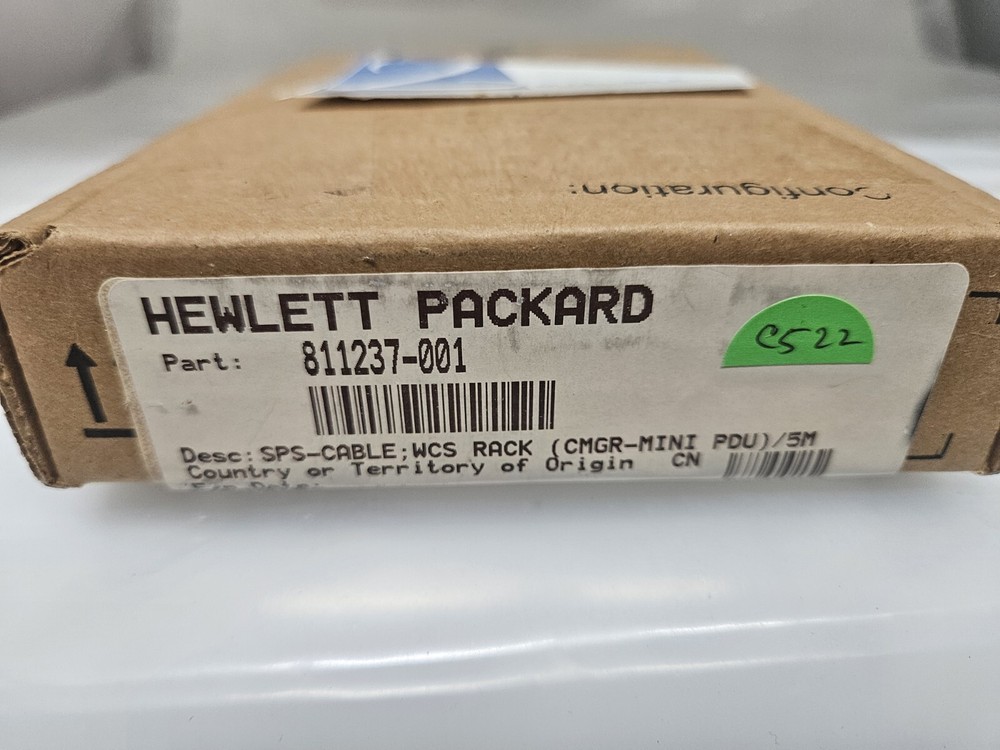 Configuration:
HEWLETT PACKARD
Part: 811237-001
C522
Desc:SPS-CABLE;WCS RACK (CMGR-MINI PDU)/5M
Country or Territory of Origin CN